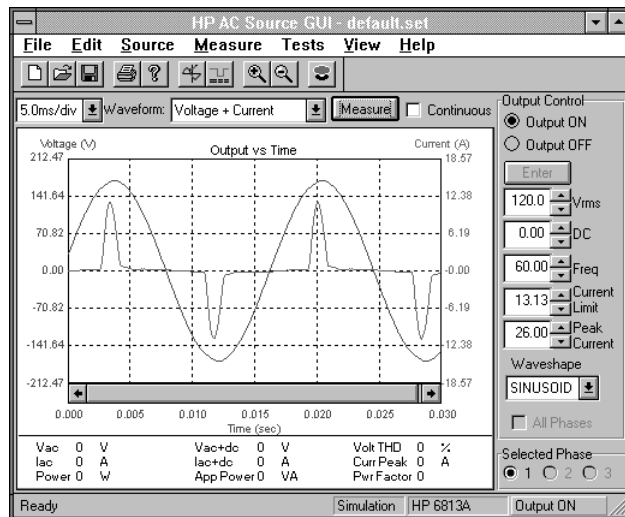 HP AC Source GUI - default.set
File Edit Source Measure Tests View Help
5.0ms/div Waveform: Voltage + Current Measure Continuous
Voltage (V) Output vs Time Current (A)
212.47 18.57
141.64 12.38
70.82 6.19
0.00 -0.00
-70.82 -6.19
-141.64 12.38
-212.47 18.57
0.000 0.005 0.010 0.015 0.020 0.025 0.030
Time (sec)
Vac 0 V Vac+dc 0 V Volt THD 0 %
Iac 0 A Iac+dc 0 A Curr Peak 0 A
Power 0 W App Power 0 VA Pwr Factor 0
Output Control
Output ON
Output OFF
Enter
120.0 Vrms
0.00 DC
60.00 Freq
13.13 Current Limit
26.00 Peak Current
Waveshape
SINUSOID
All Phases
Selected Phase
1 2 3
Ready Simulation HP 6813A Output ON